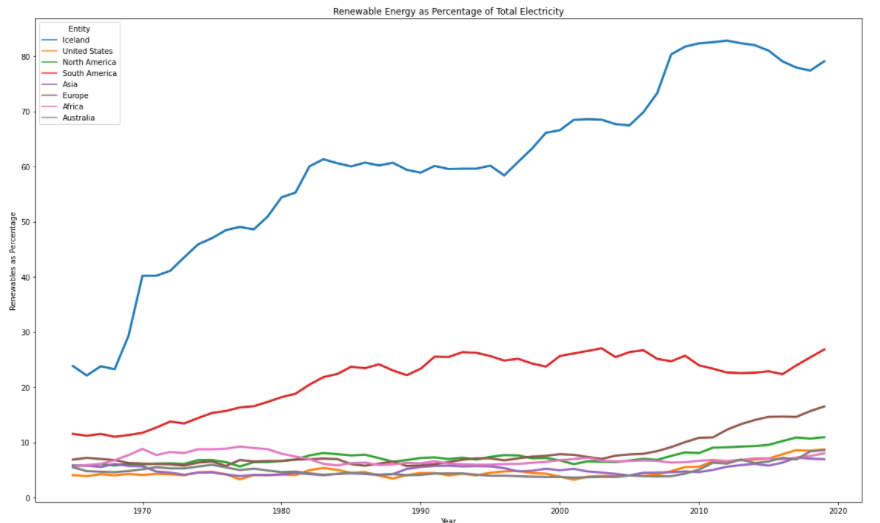 Renewable Energy as Percentage of Total Electricity
Entity
Iceland
United States
North America
South America
Asia
Europe
Africa
Australia
Renewables as Percentage
80
70
60
50
40
30
20
10
0
1970 1980 1990 2000 2010 2020
Year